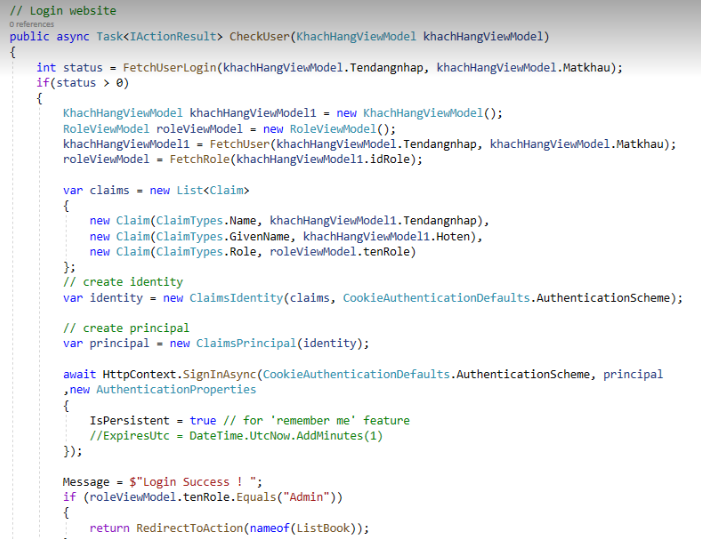 // Login website
0 references
public async Task<IActionResult> CheckUser(KhachHangViewModel khachHangViewModel)
{
    int status = FetchUserLogin(khachHangViewModel.Tendangnhap, khachHangViewModel.Matkhau);
    if(status > 0)
    {
        KhachHangViewModel khachHangViewModel1 = new KhachHangViewModel();
        RoleViewModel roleViewModel = new RoleViewModel();
        khachHangViewModel1 = FetchUser(khachHangViewModel.Tendangnhap, khachHangViewModel.Matkhau);
        roleViewModel = FetchRole(khachHangViewModel1.idRole);
        var claims = new List<Claim>
        {
            new Claim(ClaimTypes.Name, khachHangViewModel1.Tendangnhap),
            new Claim(ClaimTypes.GivenName, khachHangViewModel1.Hoten),
            new Claim(ClaimTypes.Role, roleViewModel.tenRole)
        };
        // create identity
        var identity = new ClaimsIdentity(claims, CookieAuthenticationDefaults.AuthenticationScheme);
        // create principal
        var principal = new ClaimsPrincipal(identity);
        await HttpContext.SignInAsync(CookieAuthenticationDefaults.AuthenticationScheme, principal
        ,new AuthenticationProperties
        {
            IsPersistent = true // for 'remember me' feature
            //ExpiresUtc = DateTime.UtcNow.AddMinutes(1)
        });
        Message = $"Login Success ! ";
        if (roleViewModel.tenRole.Equals("Admin"))
        {
            return RedirectToAction(nameof(ListBook));